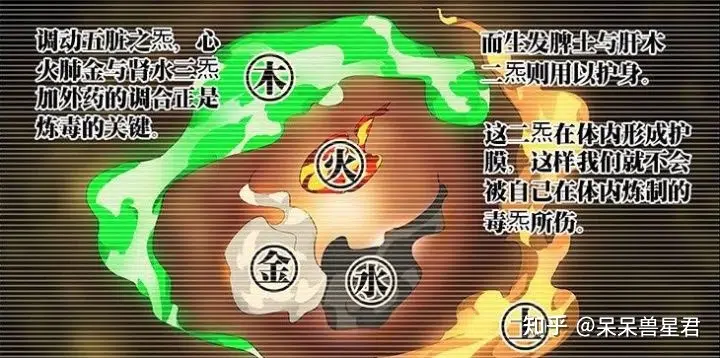 调动五脏之炁,心
火肺金与肾水三炁
加外药的调合正是
炼毒的关键.
而生发脾土与肝木
二炁则用以护身.
这二炁在体内形成护
膜,这样我们就不会
被自己在体内炼制的
毒炁所伤.
木
火
金
水
土
知乎 @呆呆兽星君